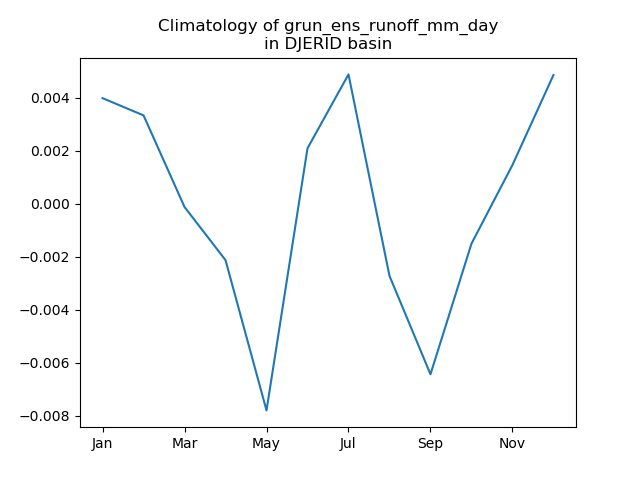 Climatology of grun_ens_runoff_mm_day
in DJERID basin
0.004
0.002
0.000
−0.002
−0.004
−0.006
−0.008
Jan Mar May Jul Sep Nov